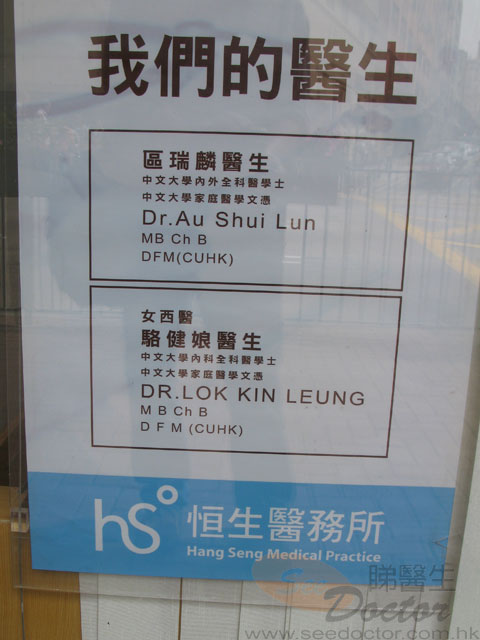 我們的醫生
區瑞麟醫生
中文大學內外全科醫學士
中文大學家庭醫學文憑
Dr.Au Shui Lun
MB Ch B
DFM(CUHK)
女西醫
駱健娘醫生
中文大學內科全科醫學士
中文大學家庭醫學文憑
DR.LOK KIN LEUNG
M B Ch B
D F M (CUHK)
hs 恒生醫務所
Hang Seng Medical Practice
See 睇醫生
Doctor
www.seedoctor.com.hk